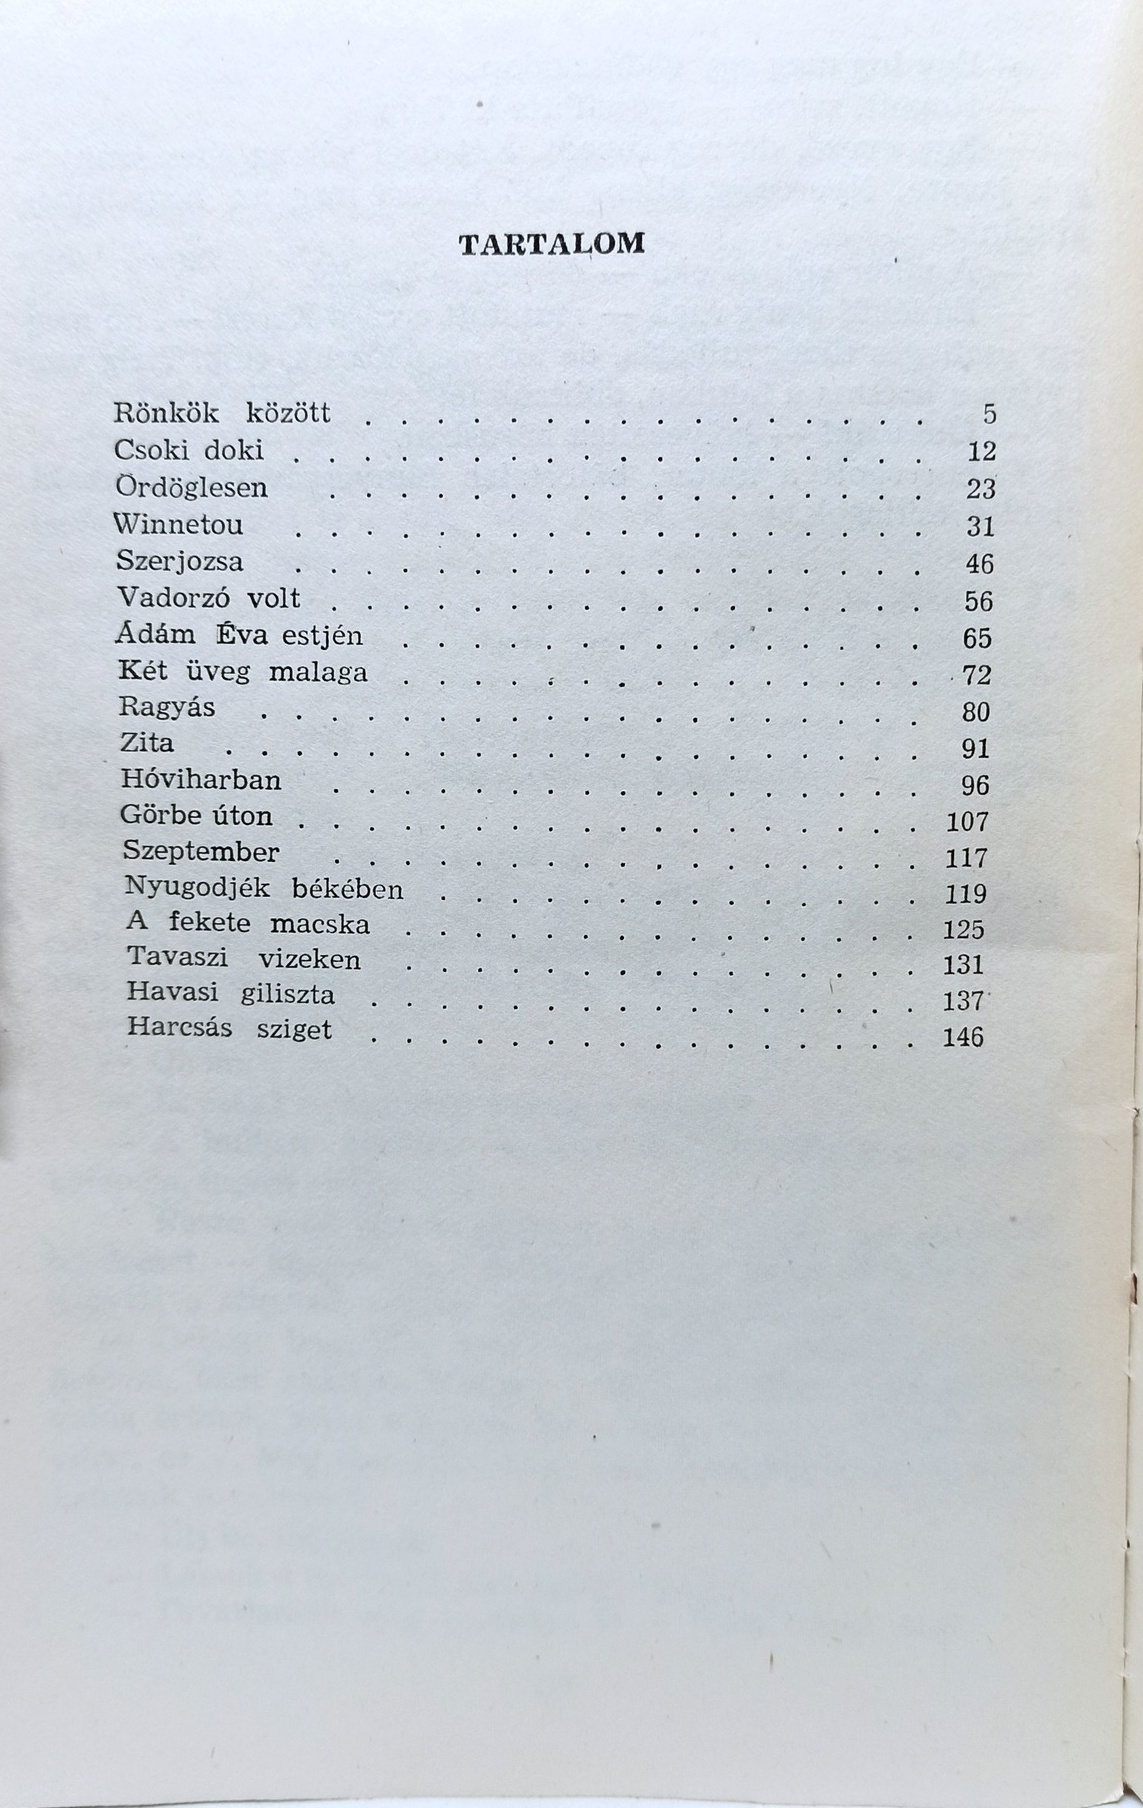 TARTALOM
Rönkök között . . . . . . . . . . . . . . . . 5
Csoki doki . . . . . . . . . . . . . . . . . . 12
Ördöglesen . . . . . . . . . . . . . . . . . 23
Winnetou . . . . . . . . . . . . . . . . . . 31
Szerjozsa . . . . . . . . . . . . . . . . . . 46
Vadorzó volt . . . . . . . . . . . . . . . . . 56
Ádám Éva estjén . . . . . . . . . . . . . . . 65
Két üveg malaga . . . . . . . . . . . . . . . 72
Ragyás . . . . . . . . . . . . . . . . . . . 80
Zita . . . . . . . . . . . . . . . . . . . . 91
Hóviharban . . . . . . . . . . . . . . . . . 96
Görbe úton . . . . . . . . . . . . . . . . . . 107
Szeptember . . . . . . . . . . . . . . . . . 117
Nyugodjék békében . . . . . . . . . . . . . . 119
A fekete macska . . . . . . . . . . . . . . . 125
Tavaszi vizeken . . . . . . . . . . . . . . . 131
Havasi giliszta . . . . . . . . . . . . . . . . 137
Harcsás sziget . . . . . . . . . . . . . . . . 146